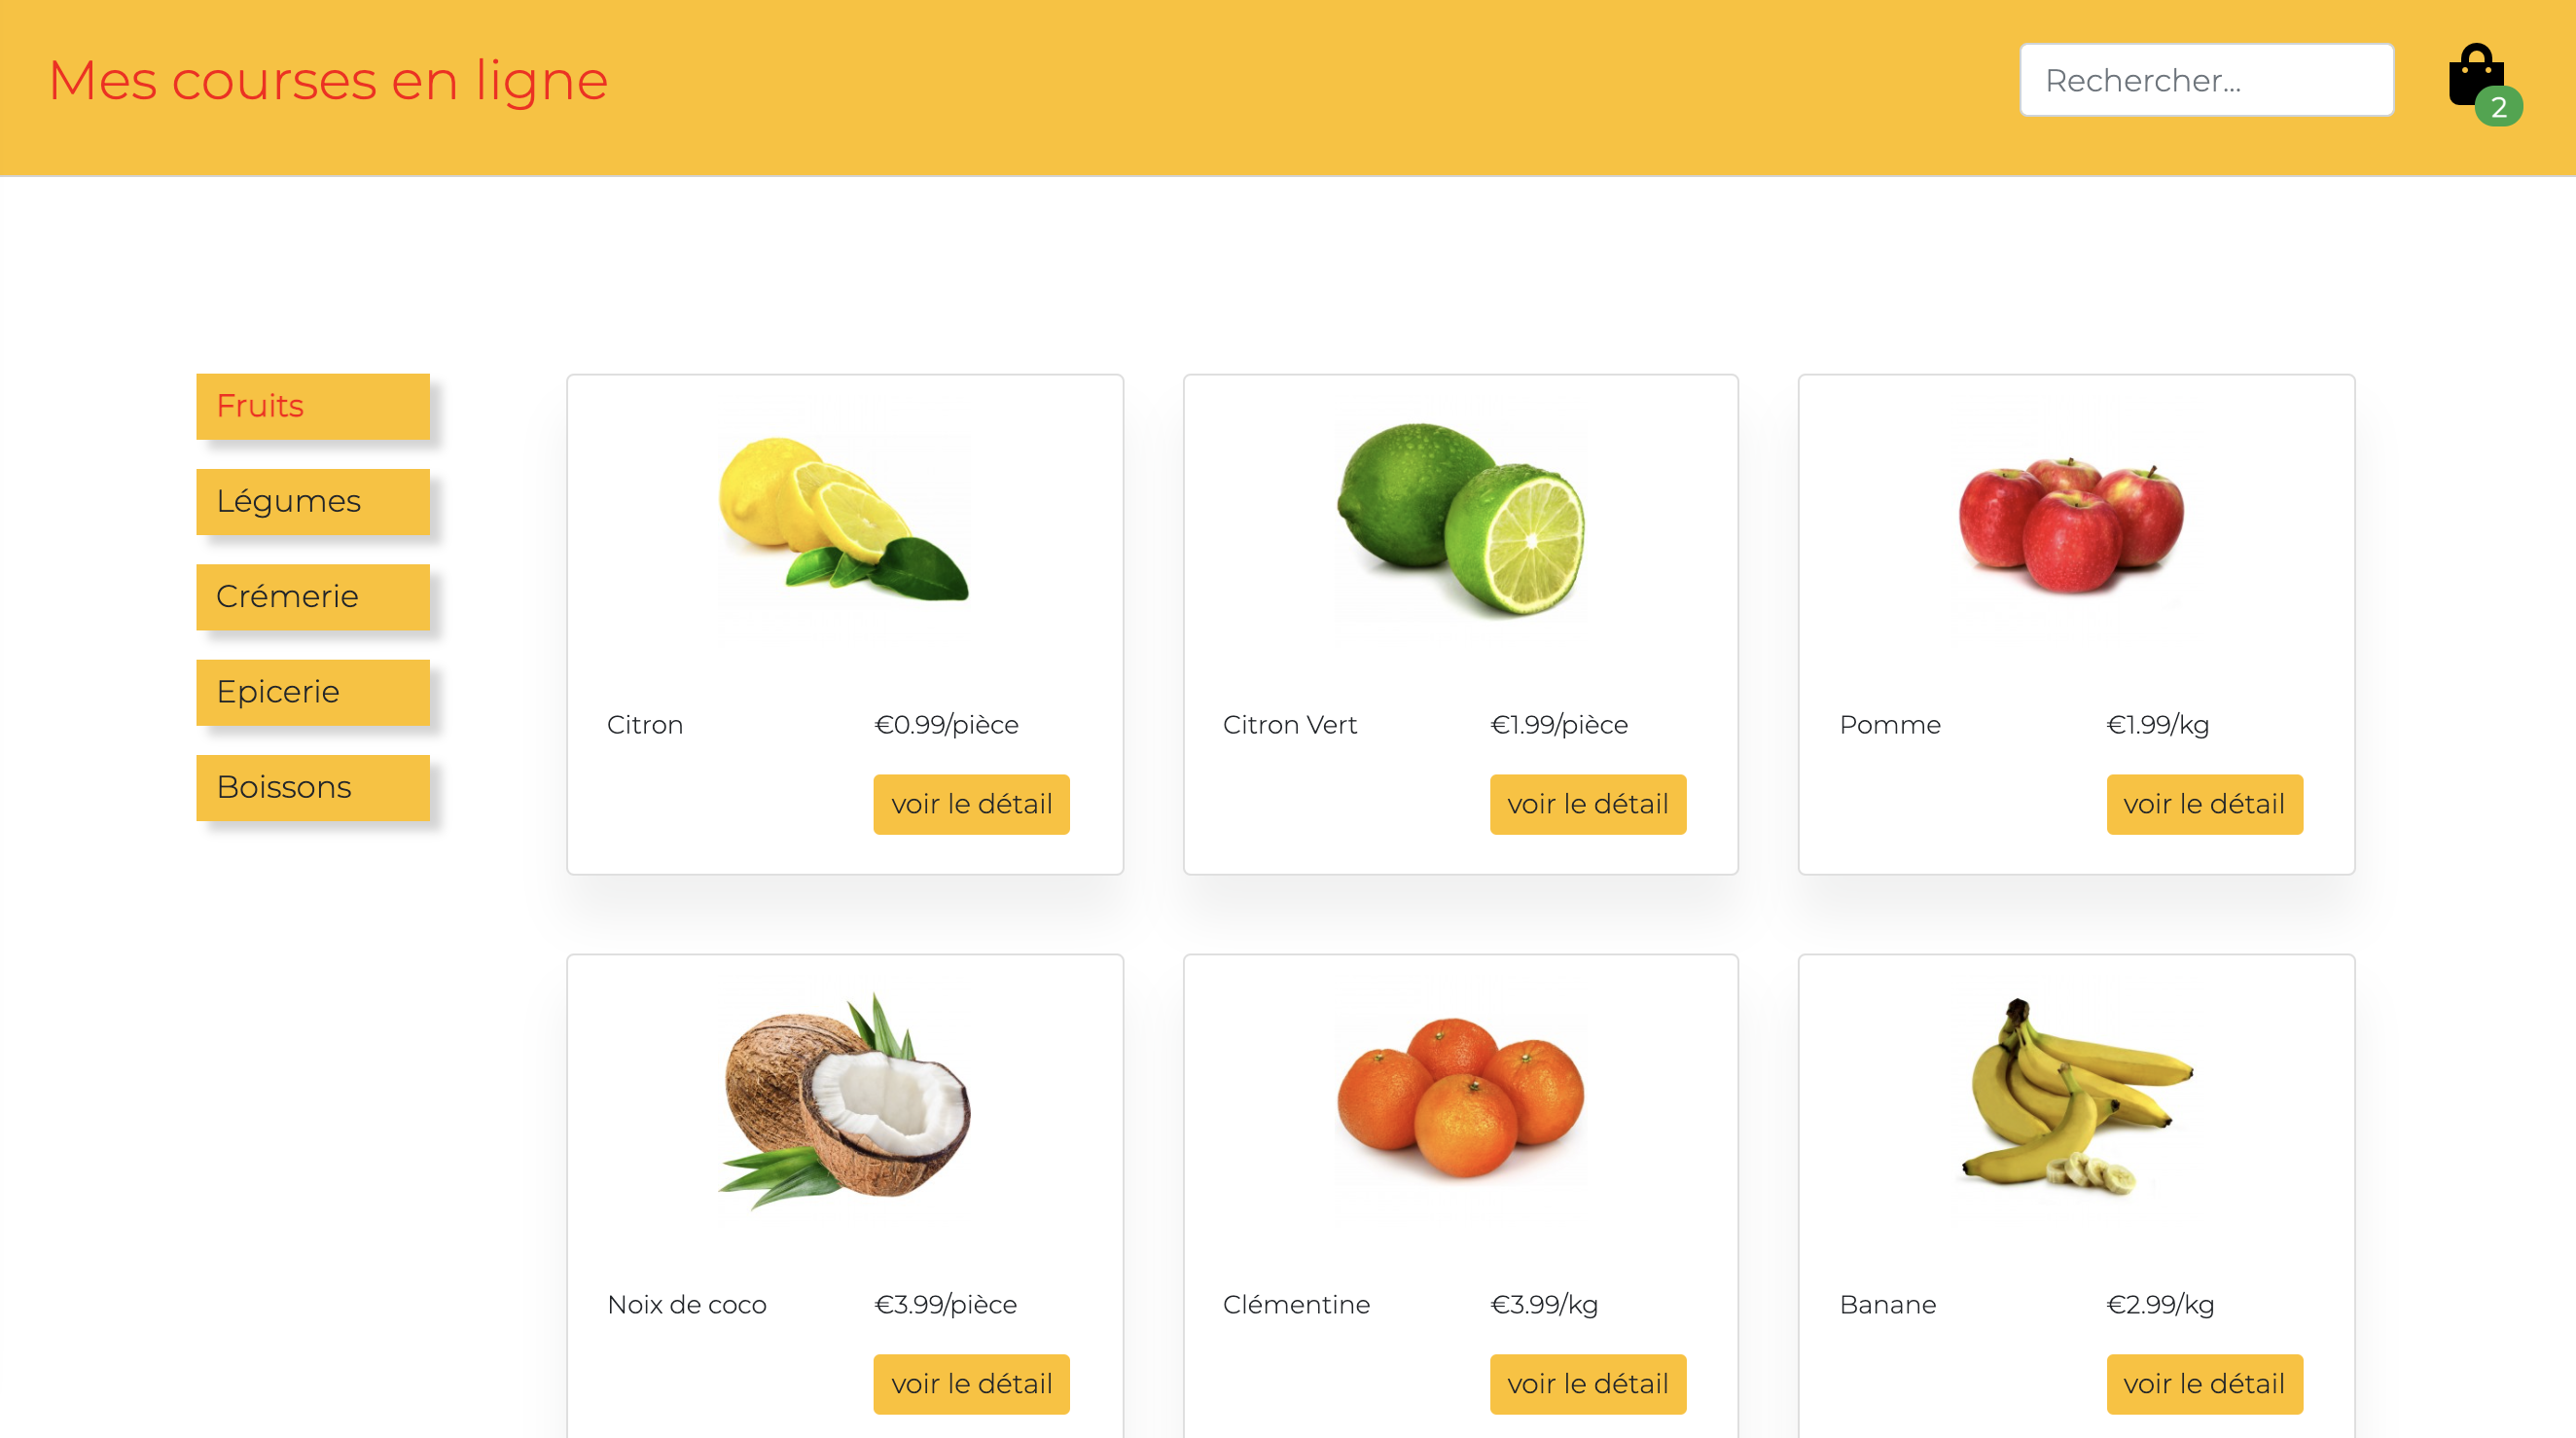 Mes courses en ligne
Rechercher...
2
Fruits
Légumes
Crémerie
Epicerie
Boissons
Citron €0.99/pièce
voir le détail
Citron Vert €1.99/pièce
voir le détail
Pomme €1.99/kg
voir le détail
Noix de coco €3.99/pièce
voir le détail
Clémentine €3.99/kg
voir le détail
Banane €2.99/kg
voir le détail